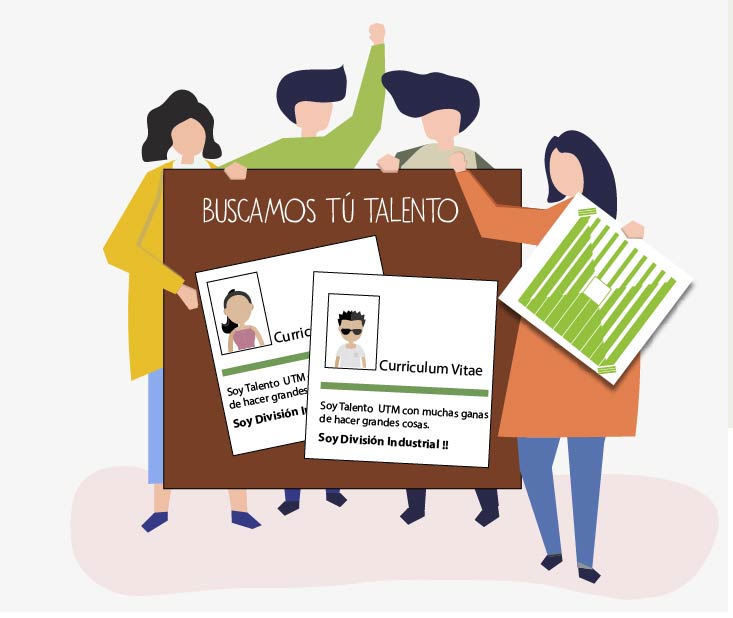 BUSCAMOS TÚ TALENTO
Curric
Soy Talento UTM
de hacer grandes
Soy División In
Curriculum Vitae
Soy Talento UTM con muchas ganas
de hacer grandes cosas.
Soy División Industrial !!